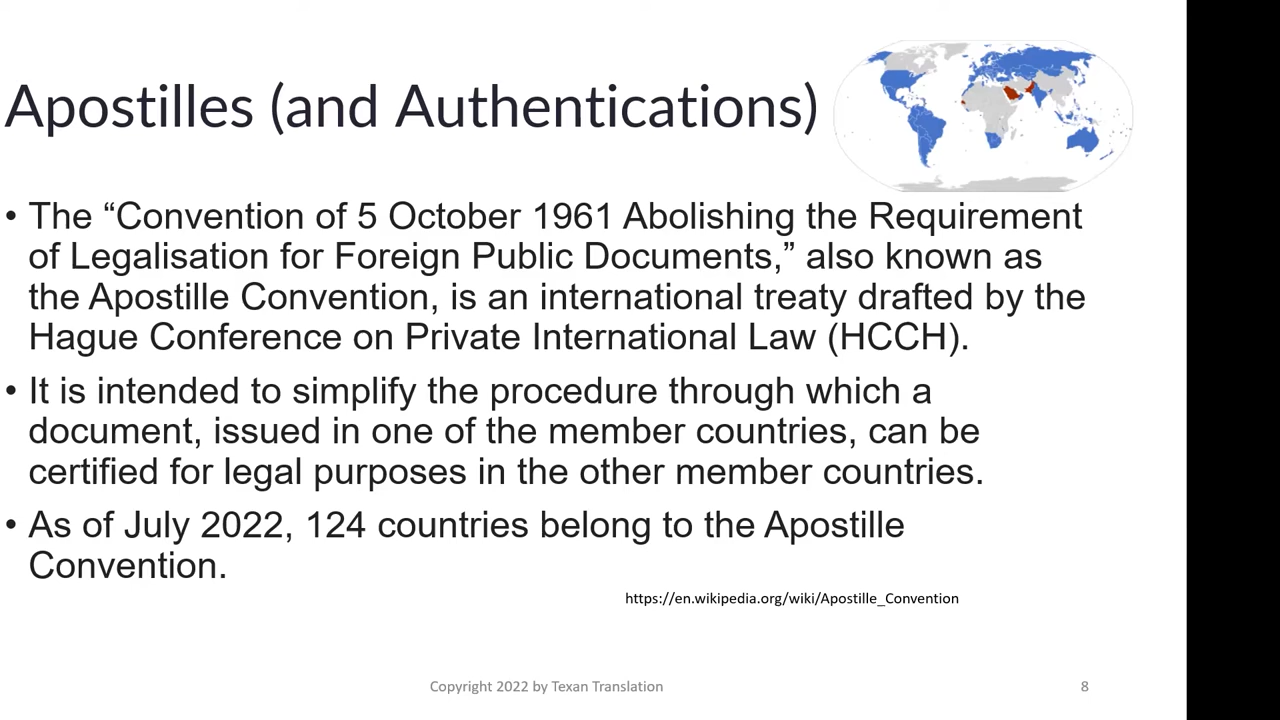 Apostilles (and Authentications)
• The “Convention of 5 October 1961 Abolishing the Requirement
of Legalisation for Foreign Public Documents,” also known as
the Apostille Convention, is an international treaty drafted by the
Hague Conference on Private International Law (HCCH).
• It is intended to simplify the procedure through which a
document, issued in one of the member countries, can be
certified for legal purposes in the other member countries.
• As of July 2022, 124 countries belong to the Apostille
Convention.
https://en.wikipedia.org/wiki/Apostille_Convention
Copyright 2022 by Texan Translation
8